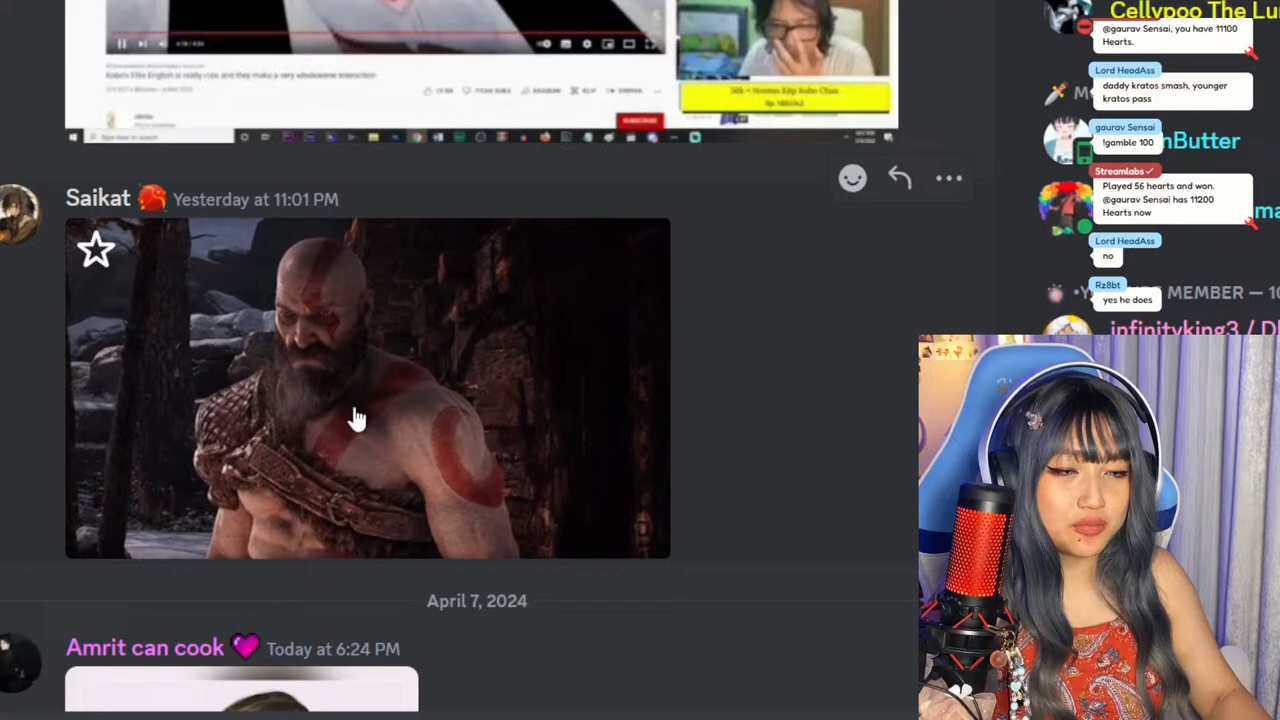 Kobo's Elite English is really cute and they make a very wholesome interaction
Saikat
Yesterday at 11:01 PM
April 7, 2024
Amrit can cook
Today at 6:24 PM
Cellypoo The Lu
@gaurav Sensai, you have 11100
Hearts.
Lord HeadAss
daddy kratos smash, younger
kratos pass
gaurav Sensai
!gamble 100
nButter
Streamlabs
Played 56 hearts and won.
@gaurav Sensai has 11200
Hearts now
ma
Lord HeadAss
no
MEMBER — 10
Rz8bt
yes he does
infinityking3 / D